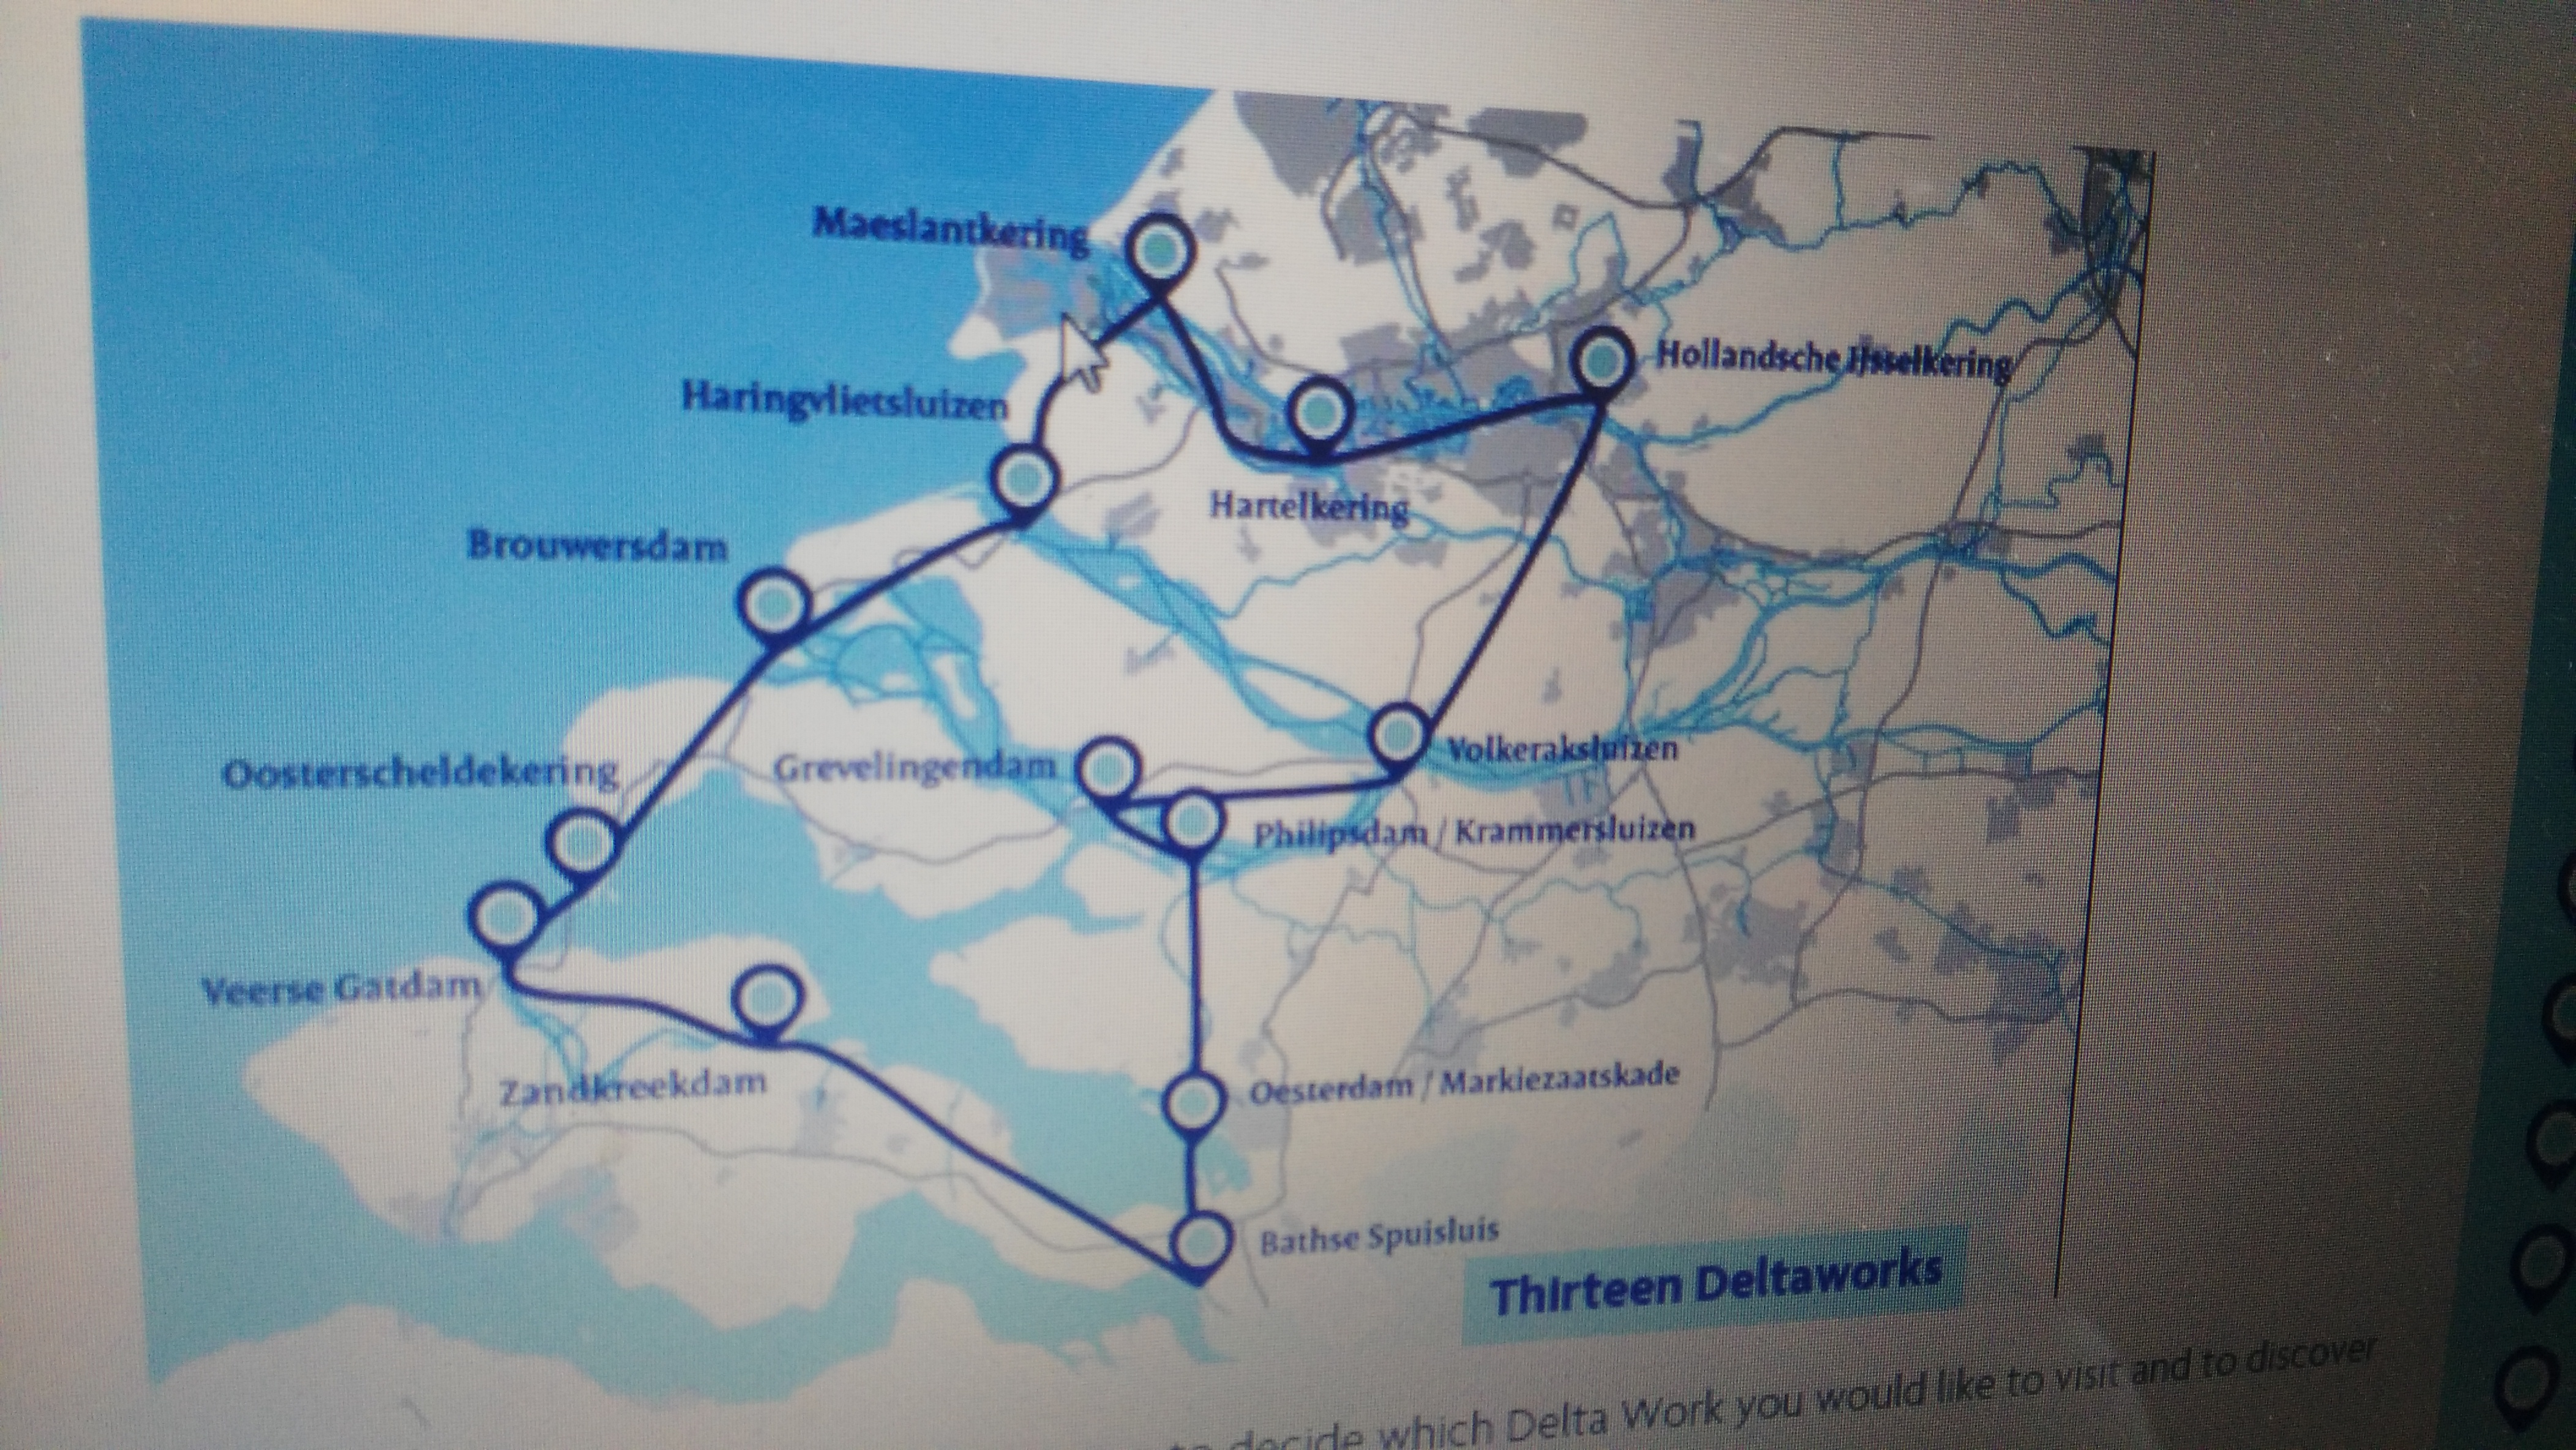 Maeslantkering
Hollandsche IJsselkering
Haringvlietsluizen
Hartelkering
Brouwersdam
Volkeraksluizen
Grevelingendam
Oosterscheldekering
Philipsdam / Krammersluizen
Veerse Gatdam
Zandkreekdam
Oesterdam / Markiezaatskade
Bathse Spuisluis
Thirteen Deltaworks
to decide which Delta Work you would like to visit and to discover